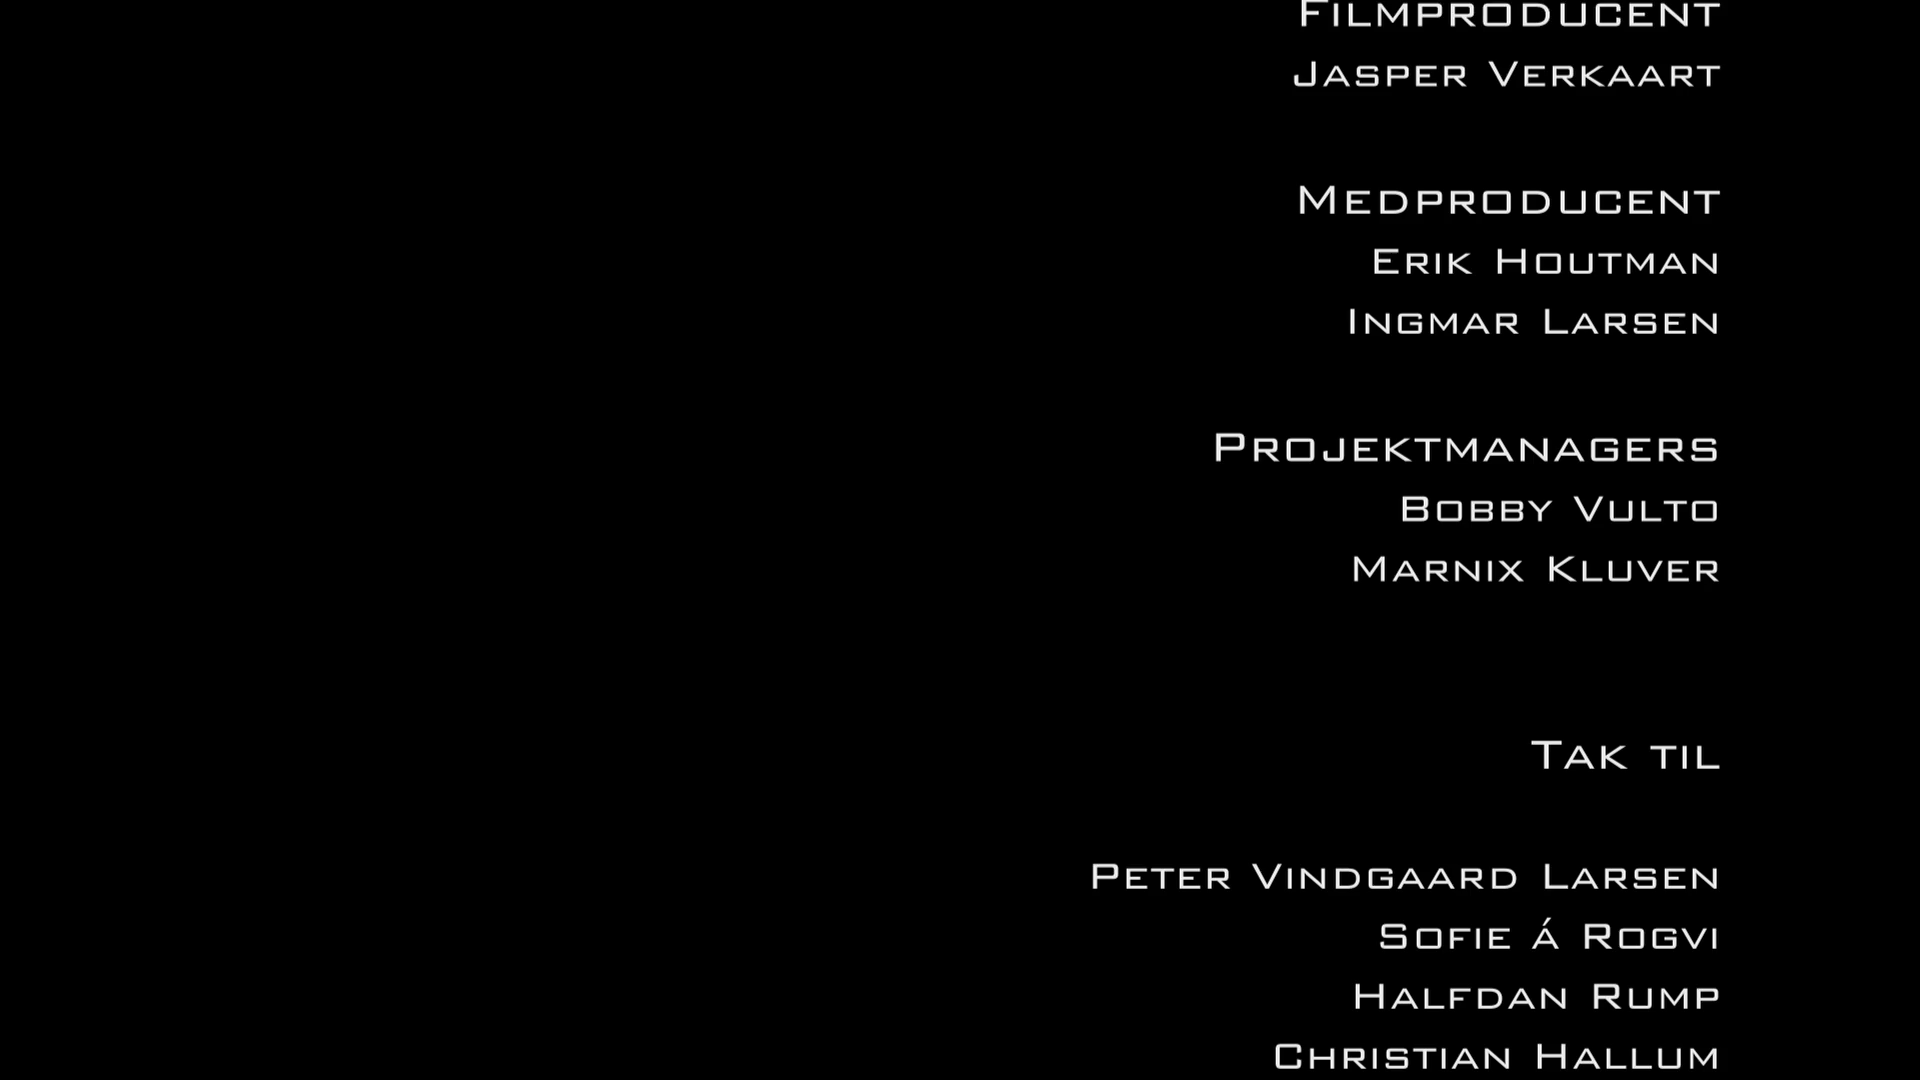 Filmproducent
Jasper Verkaart
Medproducent
Erik Houtman
Ingmar Larsen
Projektmanagers
Bobby Vulto
Marnix Kluver
Tak til
Peter Vindgaard Larsen
Sofie á Rogvi
Halfdan Rump
Christian Hallum